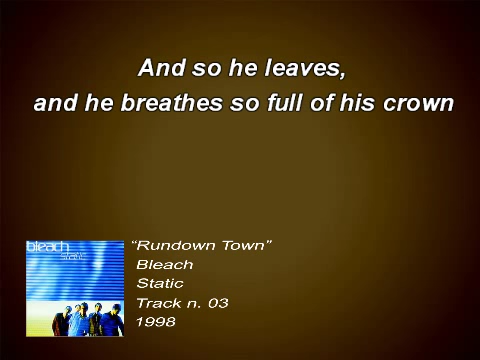 And so he leaves,
and he breathes so full of his crown
bleach
static
“Rundown Town”
Bleach
Static
Track n. 03
1998